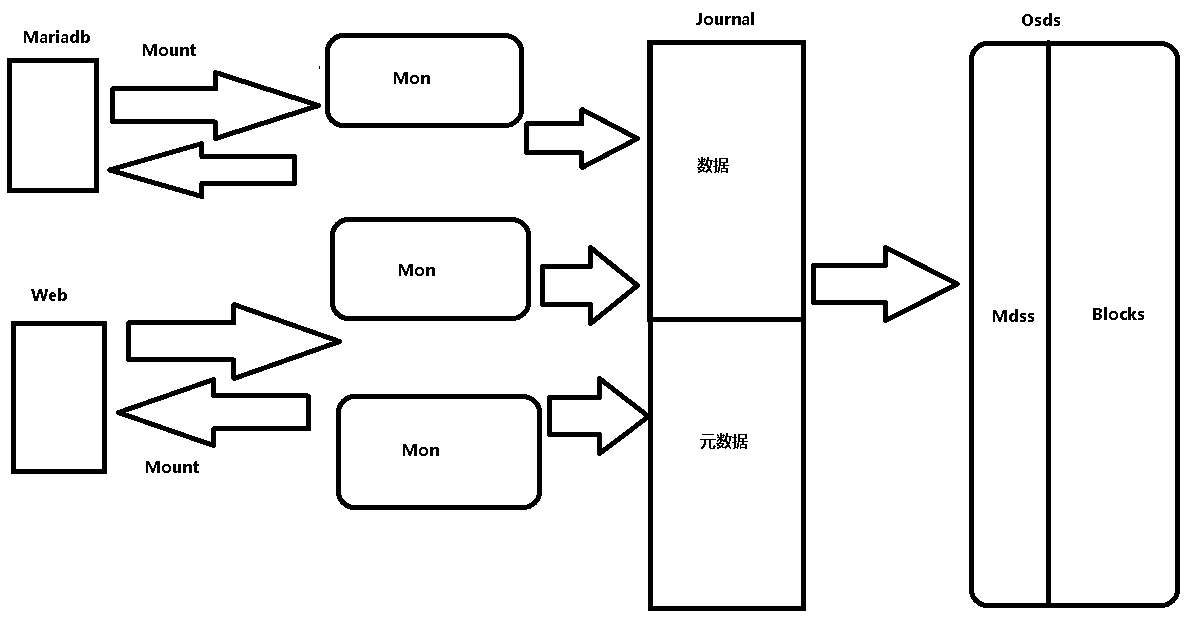 Mariadb
Mount
Mon
Journal
Osds
数据
Web
Mon
Mdss
Blocks
Mon
元数据
Mount